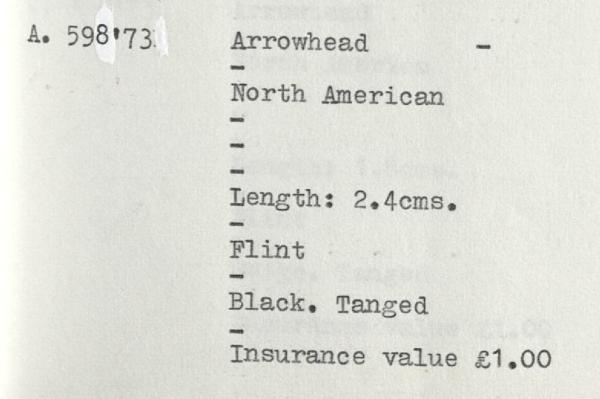 A. 598'73 Arrowhead -
-
North American
-
-
-
Length: 2.4cms.
-
Flint
-
Black. Tanged
-
Insurance value £1.00